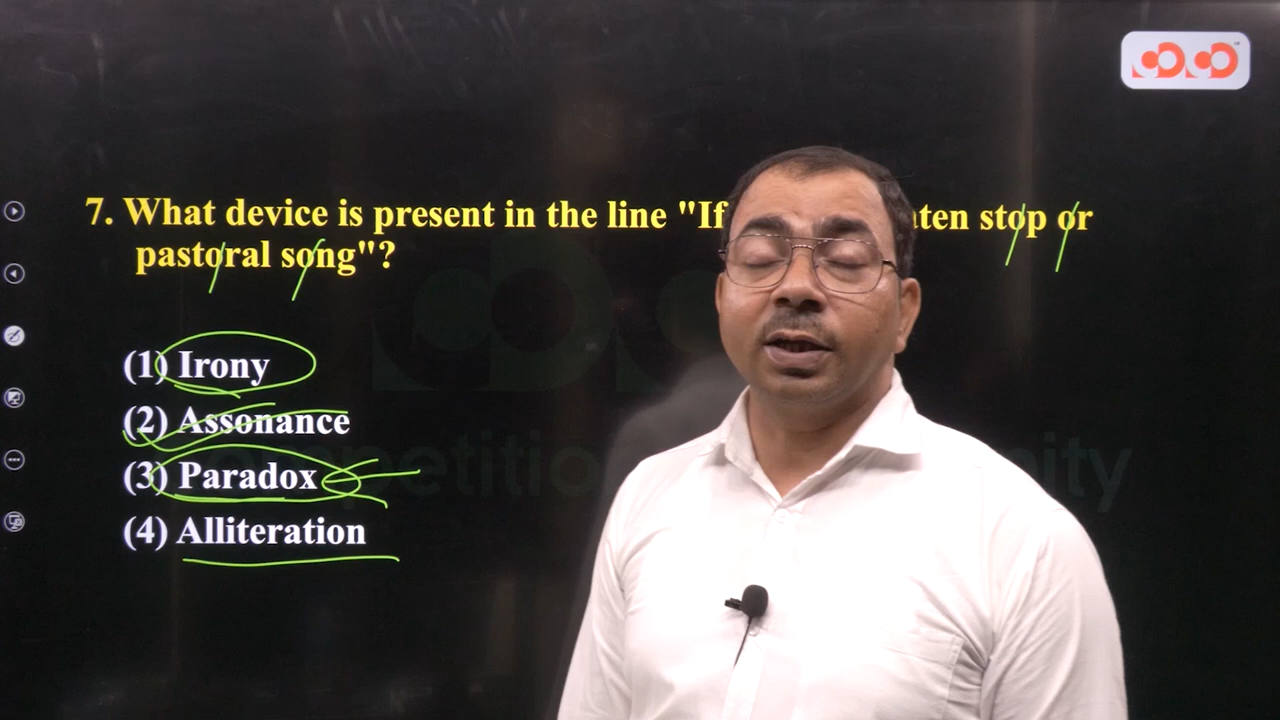 7. What device is present in the line "If aten stop or
pastoral song"?
(1) Irony
(2) Assonance
(3) Paradox
(4) Alliteration